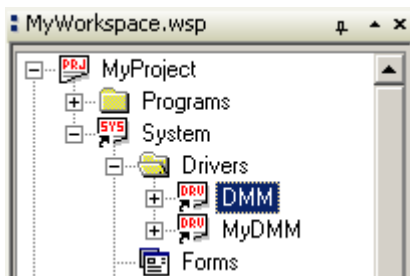 MyWorkspace.wsp
PRJ MyProject
Programs
SYS System
Drivers
DRV DMM
DRV MyDMM
Forms